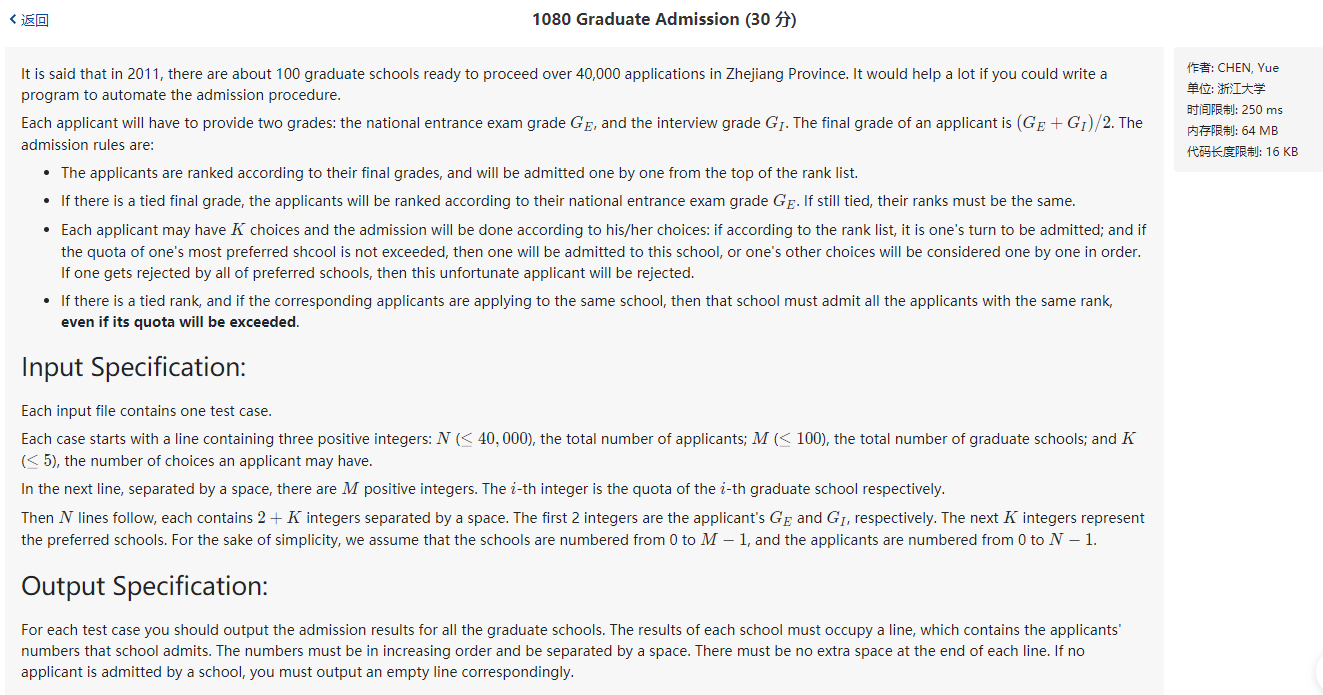 返回
1080 Graduate Admission (30 分)
It is said that in 2011, there are about 100 graduate schools ready to proceed over 40,000 applications in Zhejiang Province. It would help a lot if you could write a
program to automate the admission procedure.
Each applicant will have to provide two grades: the national entrance exam grade G_E, and the interview grade G_I. The final grade of an applicant is (G_E + G_I)/2. The
admission rules are:
• The applicants are ranked according to their final grades, and will be admitted one by one from the top of the rank list.
• If there is a tied final grade, the applicants will be ranked according to their national entrance exam grade G_E. If still tied, their ranks must be the same.
• Each applicant may have K choices and the admission will be done according to his/her choices: if according to the rank list, it is one's turn to be admitted; and if
the quota of one's most preferred shcool is not exceeded, then one will be admitted to this school, or one's other choices will be considered one by one in order.
If one gets rejected by all of preferred schools, then this unfortunate applicant will be rejected.
• If there is a tied rank, and if the corresponding applicants are applying to the same school, then that school must admit all the applicants with the same rank,
even if its quota will be exceeded.
Input Specification:
Each input file contains one test case.
Each case starts with a line containing three positive integers: N (≤ 40,000), the total number of applicants; M (≤ 100), the total number of graduate schools; and K
(≤ 5), the number of choices an applicant may have.
In the next line, separated by a space, there are M positive integers. The i-th integer is the quota of the i-th graduate school respectively.
Then N lines follow, each contains 2 + K integers separated by a space. The first 2 integers are the applicant's G_E and G_I, respectively. The next K integers represent
the preferred schools. For the sake of simplicity, we assume that the schools are numbered from 0 to M − 1, and the applicants are numbered from 0 to N − 1.
Output Specification:
For each test case you should output the admission results for all the graduate schools. The results of each school must occupy a line, which contains the applicants'
numbers that school admits. The numbers must be in increasing order and be separated by a space. There must be no extra space at the end of each line. If no
applicant is admitted by a school, you must output an empty line correspondingly.
作者: CHEN, Yue
单位: 浙江大学
时间限制: 250 ms
内存限制: 64 MB
代码长度限制: 16 KB